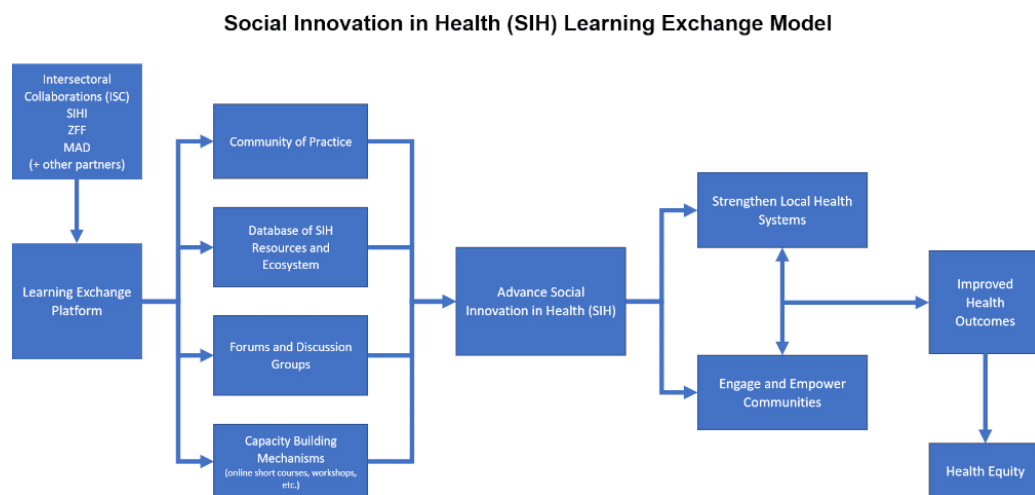 Social Innovation in Health (SIH) Learning Exchange Model
Intersectoral
Collaborations (ISC)
SIHI
ZFF
MAD
(+ other partners)
Learning Exchange
Platform
Community of Practice
Database of SIH
Resources and
Ecosystem
Forums and Discussion
Groups
Capacity Building
Mechanisms
(online short courses, workshops,
etc.)
Advance Social
Innovation in Health (SIH)
Strengthen Local Health
Systems
Engage and Empower
Communities
Improved
Health
Outcomes
Health Equity